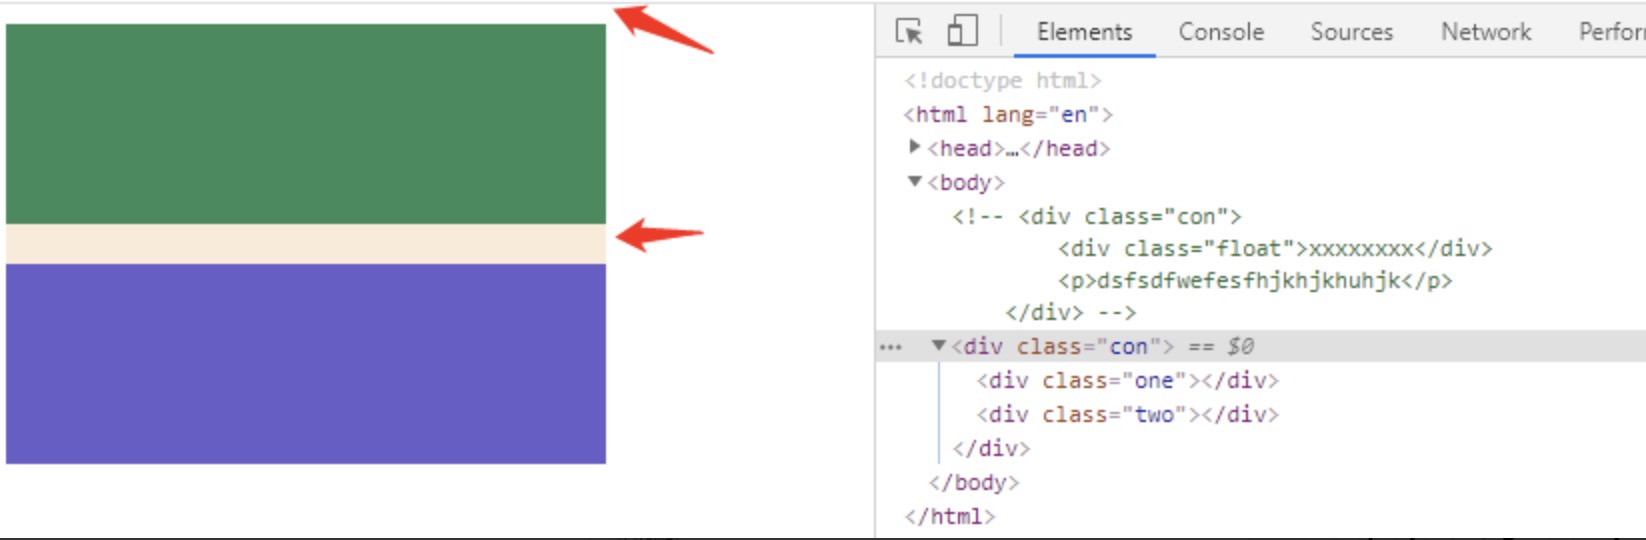 Elements Console Sources Network Perfor
<!doctype html>
<html lang="en">
<head>…</head>
<body>
<!-- <div class="con">
<div class="float">xxxxxxxx</div>
<p>dsfsdfwefesfhjkhjkhuhjk</p>
</div> -->
<div class="con"> == $0
<div class="one"></div>
<div class="two"></div>
</div>
</body>
</html>